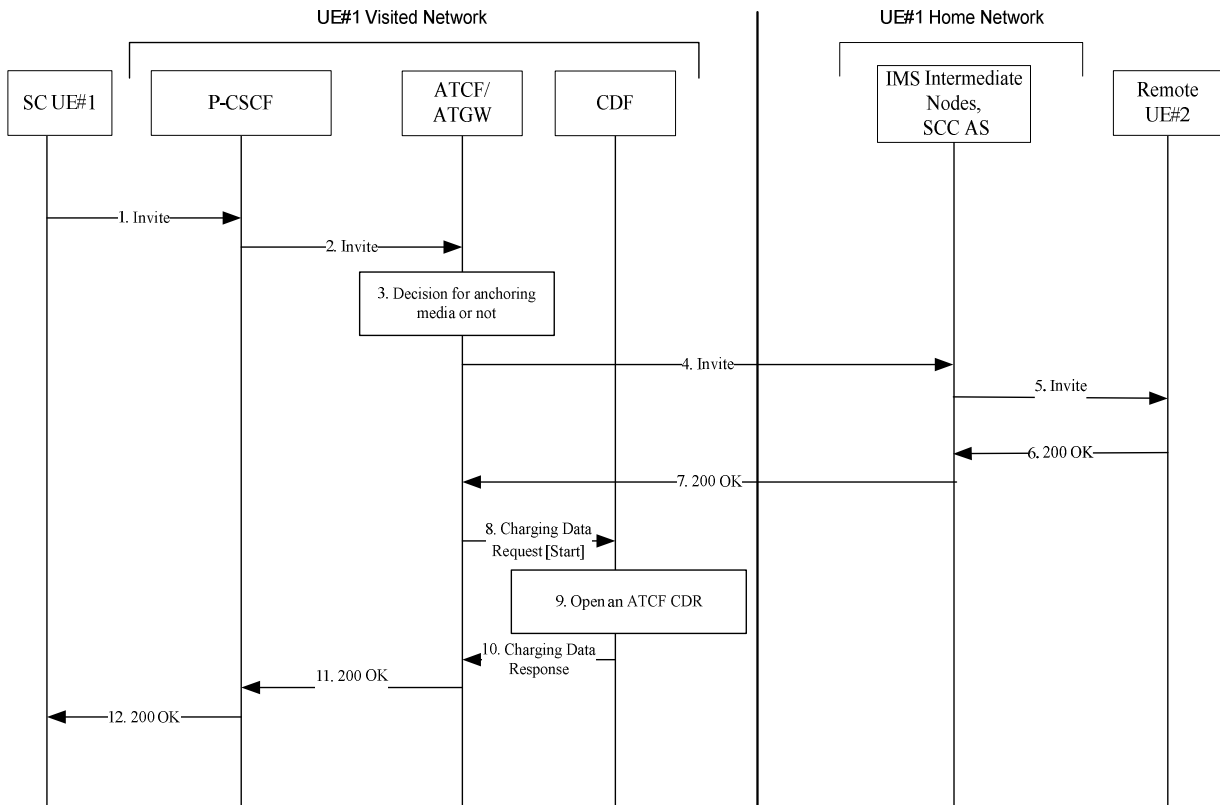 UE#1 Visited Network
UE#1 Home Network
SC UE#1
P-CSCF
ATCF/
ATGW
CDF
IMS Intermediate
Nodes,
SCC AS
Remote
UE#2
1. Invite
2. Invite
3. Decision for anchoring
media or not
4. Invite
5. Invite
6. 200 OK
7. 200 OK
8. Charging Data
Request [Start]
9. Open an ATCF CDR
10. Charging Data
Response
11. 200 OK
12. 200 OK